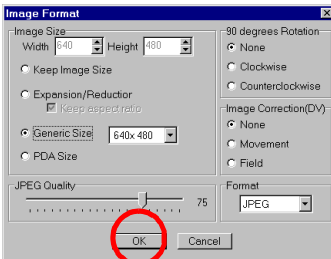 Image Format
Image Size
Width 640 Height 480
Keep Image Size
Expansion/Reductior
Keep aspect ratio
Generic Size 640x 480
PDA Size
90 degrees Rotation
None
Clockwise
Counterclockwise
Image Correction(DV)
None
Movement
Field
JPEG Quality
75
Format
JPEG
OK Cancel